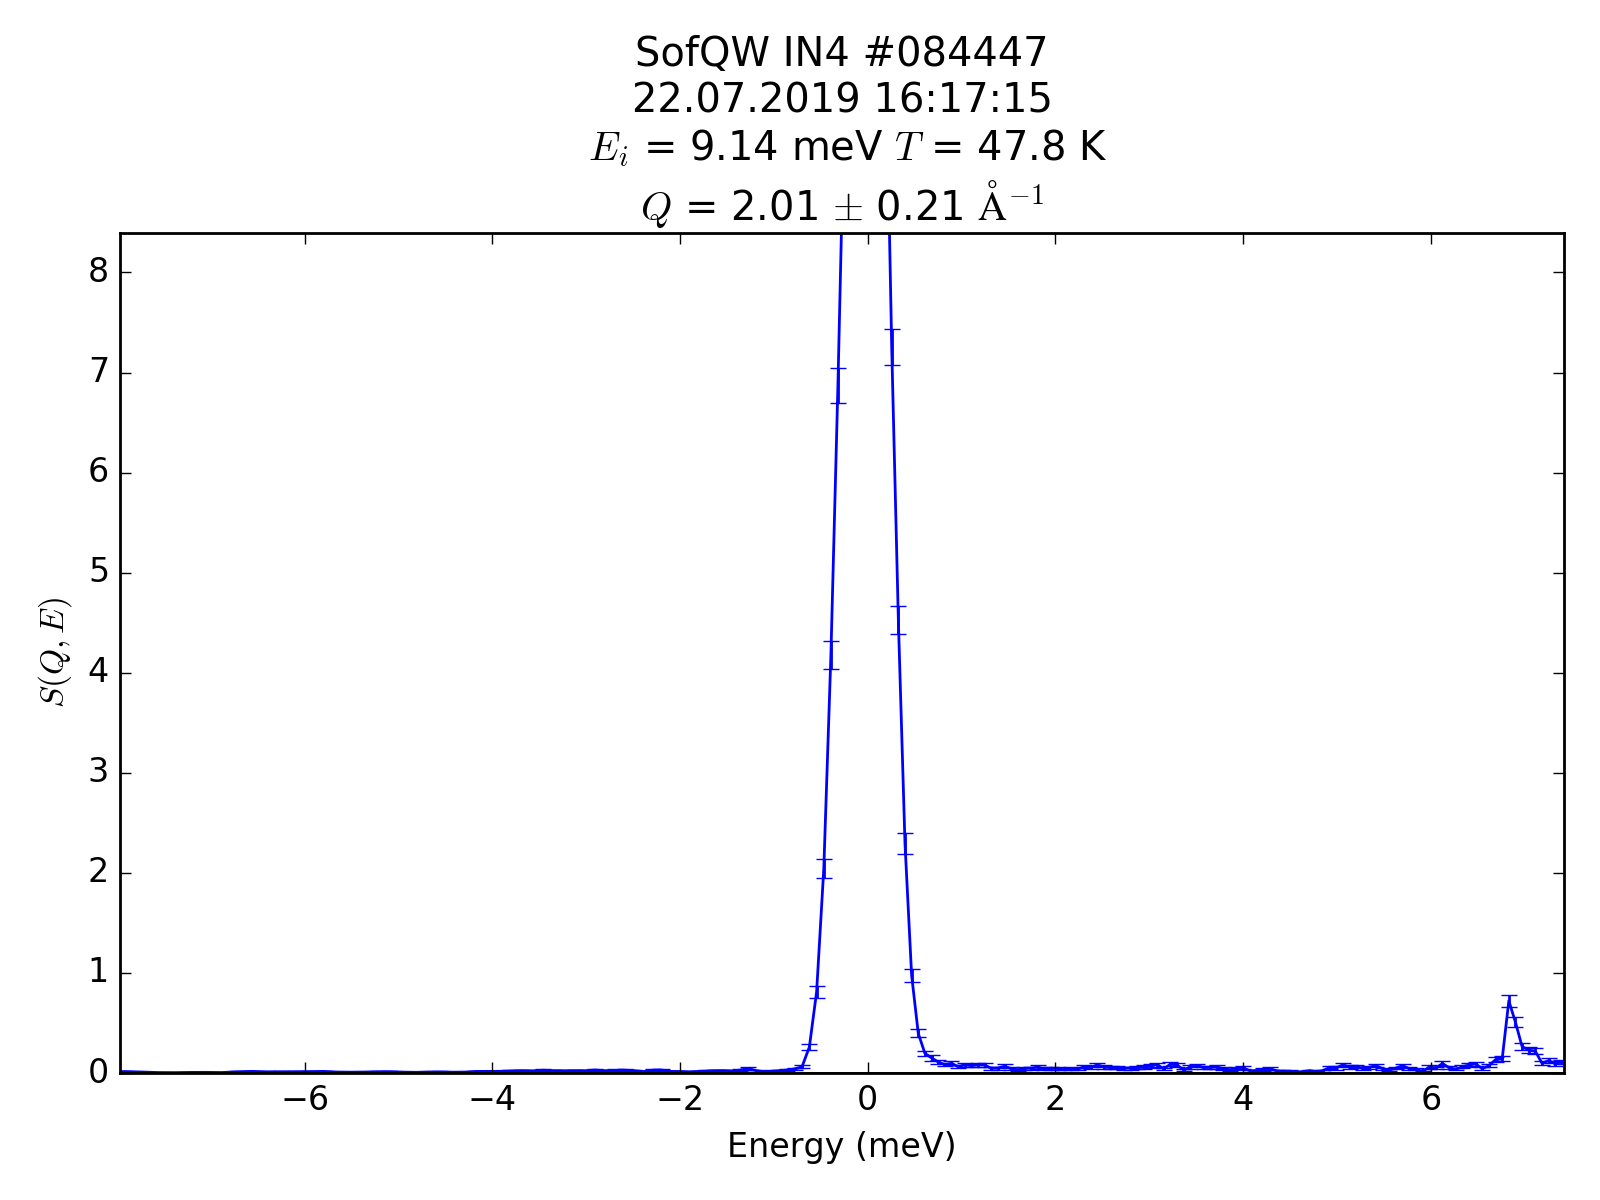 SofQW IN4 #084447
22.07.2019 16:17:15
E_i = 9.14 meV T = 47.8 K
Q = 2.01 ± 0.21 Å⁻¹
8
7
6
5
4
3
2
1
0
S(Q, E)
−6 −4 −2 0 2 4 6
Energy (meV)